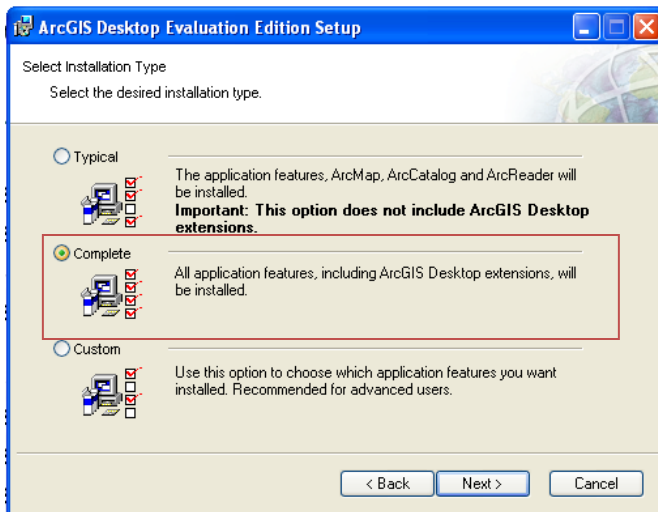 ArcGIS Desktop Evaluation Edition Setup
Select Installation Type
Select the desired installation type.
Typical
The application features, ArcMap, ArcCatalog and ArcReader will
be installed.
Important: This option does not include ArcGIS Desktop
extensions.
Complete
All application features, including ArcGIS Desktop extensions, will
be installed.
Custom
Use this option to choose which application features you want
installed. Recommended for advanced users.
< Back Next > Cancel